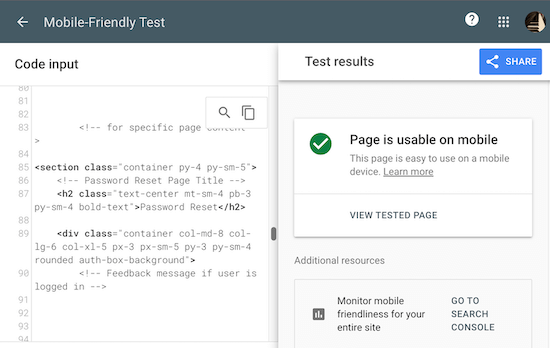 Mobile-Friendly Test
Code input
80
81
82
83 <!-- for specific page content --
>
84
85 <section class="container py-4 py-sm-5">
86 <!-- Password Reset Page Title -->
87 <h2 class="text-center mt-sm-4 pb-3
py-sm-4 bold-text">Password Reset</h2>
88
89 <div class="container col-md-8 col-
lg-6 col-xl-5 px-3 px-sm-5 py-3 py-sm-4
rounded auth-box-background">
90 <!-- Feedback message if user is
logged in -->
91
92
93
94
Test results
SHARE
Page is usable on mobile
This page is easy to use on a mobile
device. Learn more
VIEW TESTED PAGE
Additional resources
Monitor mobile
friendliness for your
entire site
GO TO
SEARCH
CONSOLE